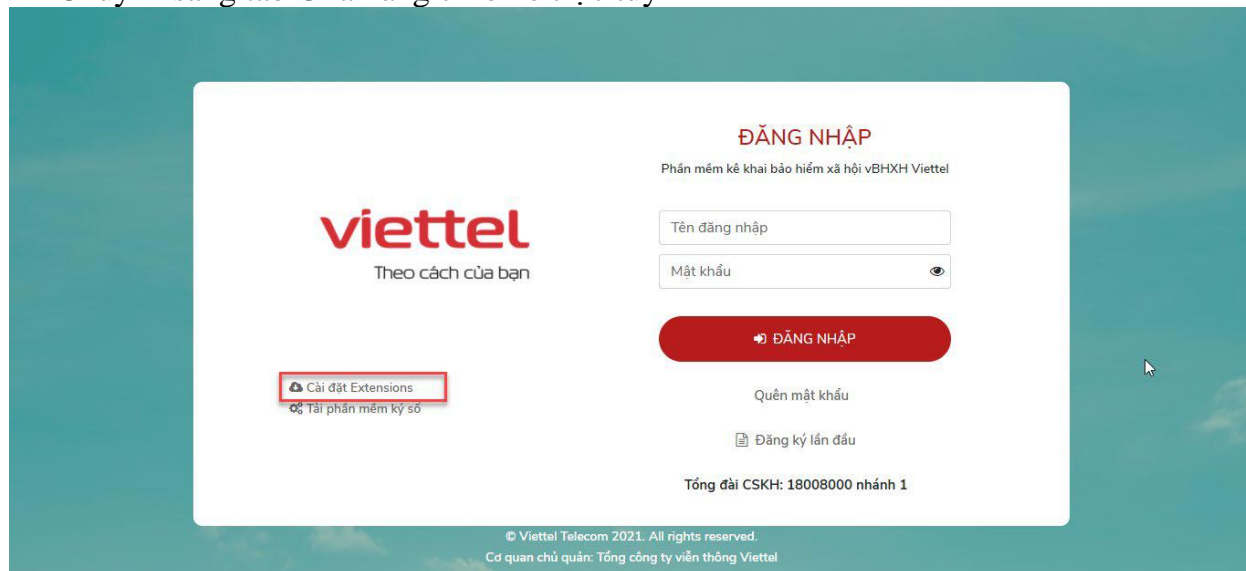 viettel
Theo cách của bạn
Cài đặt Extensions
Tải phần mềm ký số
ĐĂNG NHẬP
Phần mềm kê khai bảo hiểm xã hội vBHXH Viettel
Tên đăng nhập
Mật khẩu
ĐĂNG NHẬP
Quên mật khẩu
Đăng ký lần đầu
Tổng đài CSKH: 18008000 nhánh 1
© Viettel Telecom 2021. All rights reserved.
Cơ quan chủ quản: Tổng công ty viễn thông Viettel